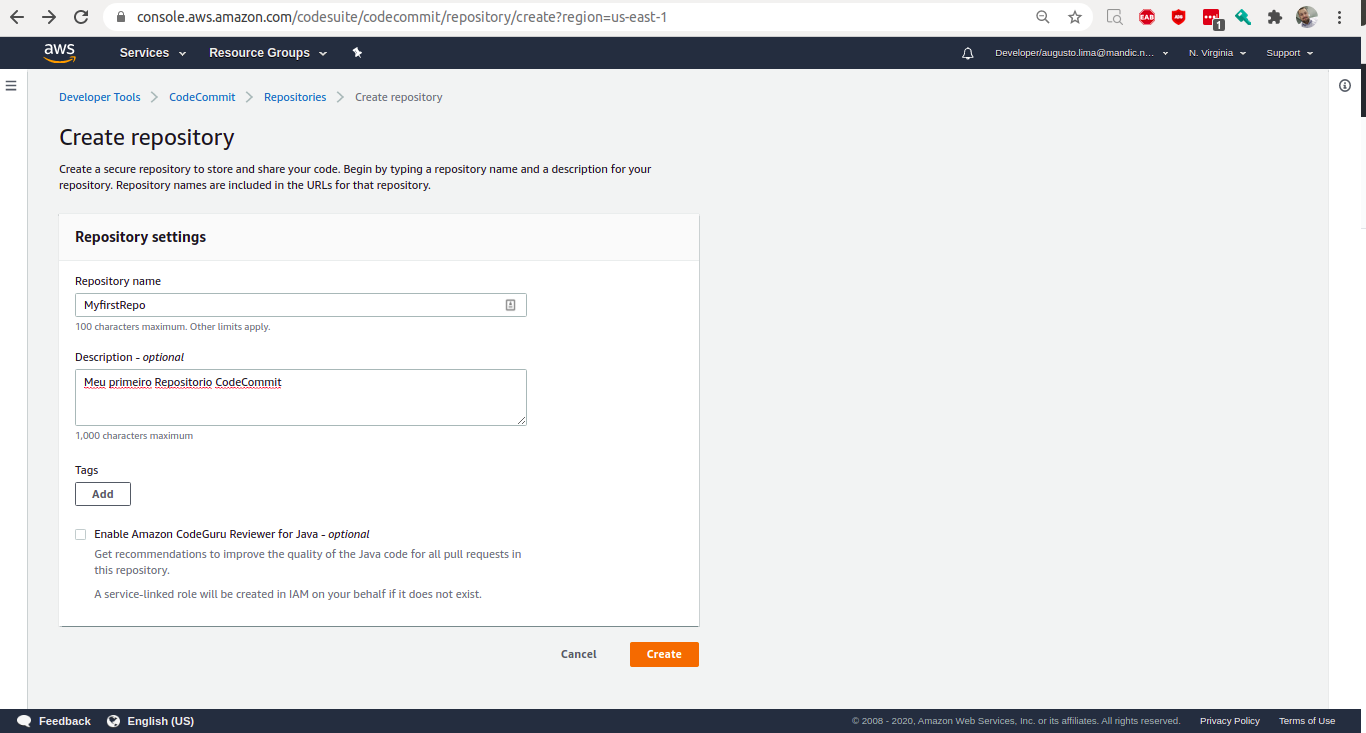 console.aws.amazon.com/codesuite/codecommit/repository/create?region=us-east-1
EAB
1
aws
Services
Resource Groups
Developer/augusto.lima@mandic.n...
N. Virginia
Support
Developer Tools
CodeCommit
Repositories
Create repository
Create repository
Create a secure repository to store and share your code. Begin by typing a repository name and a description for your
repository. Repository names are included in the URLs for that repository.
Repository settings
Repository name
MyfirstRepo
100 characters maximum. Other limits apply.
Description - optional
Meu primeiro Repositorio CodeCommit
1,000 characters maximum
Tags
Add
Enable Amazon CodeGuru Reviewer for Java - optional
Get recommendations to improve the quality of the Java code for all pull requests in
this repository.
A service-linked role will be created in IAM on your behalf if it does not exist.
Cancel
Create
Feedback
English (US)
© 2008 - 2020, Amazon Web Services, Inc. or its affiliates. All rights reserved.
Privacy Policy
Terms of Use